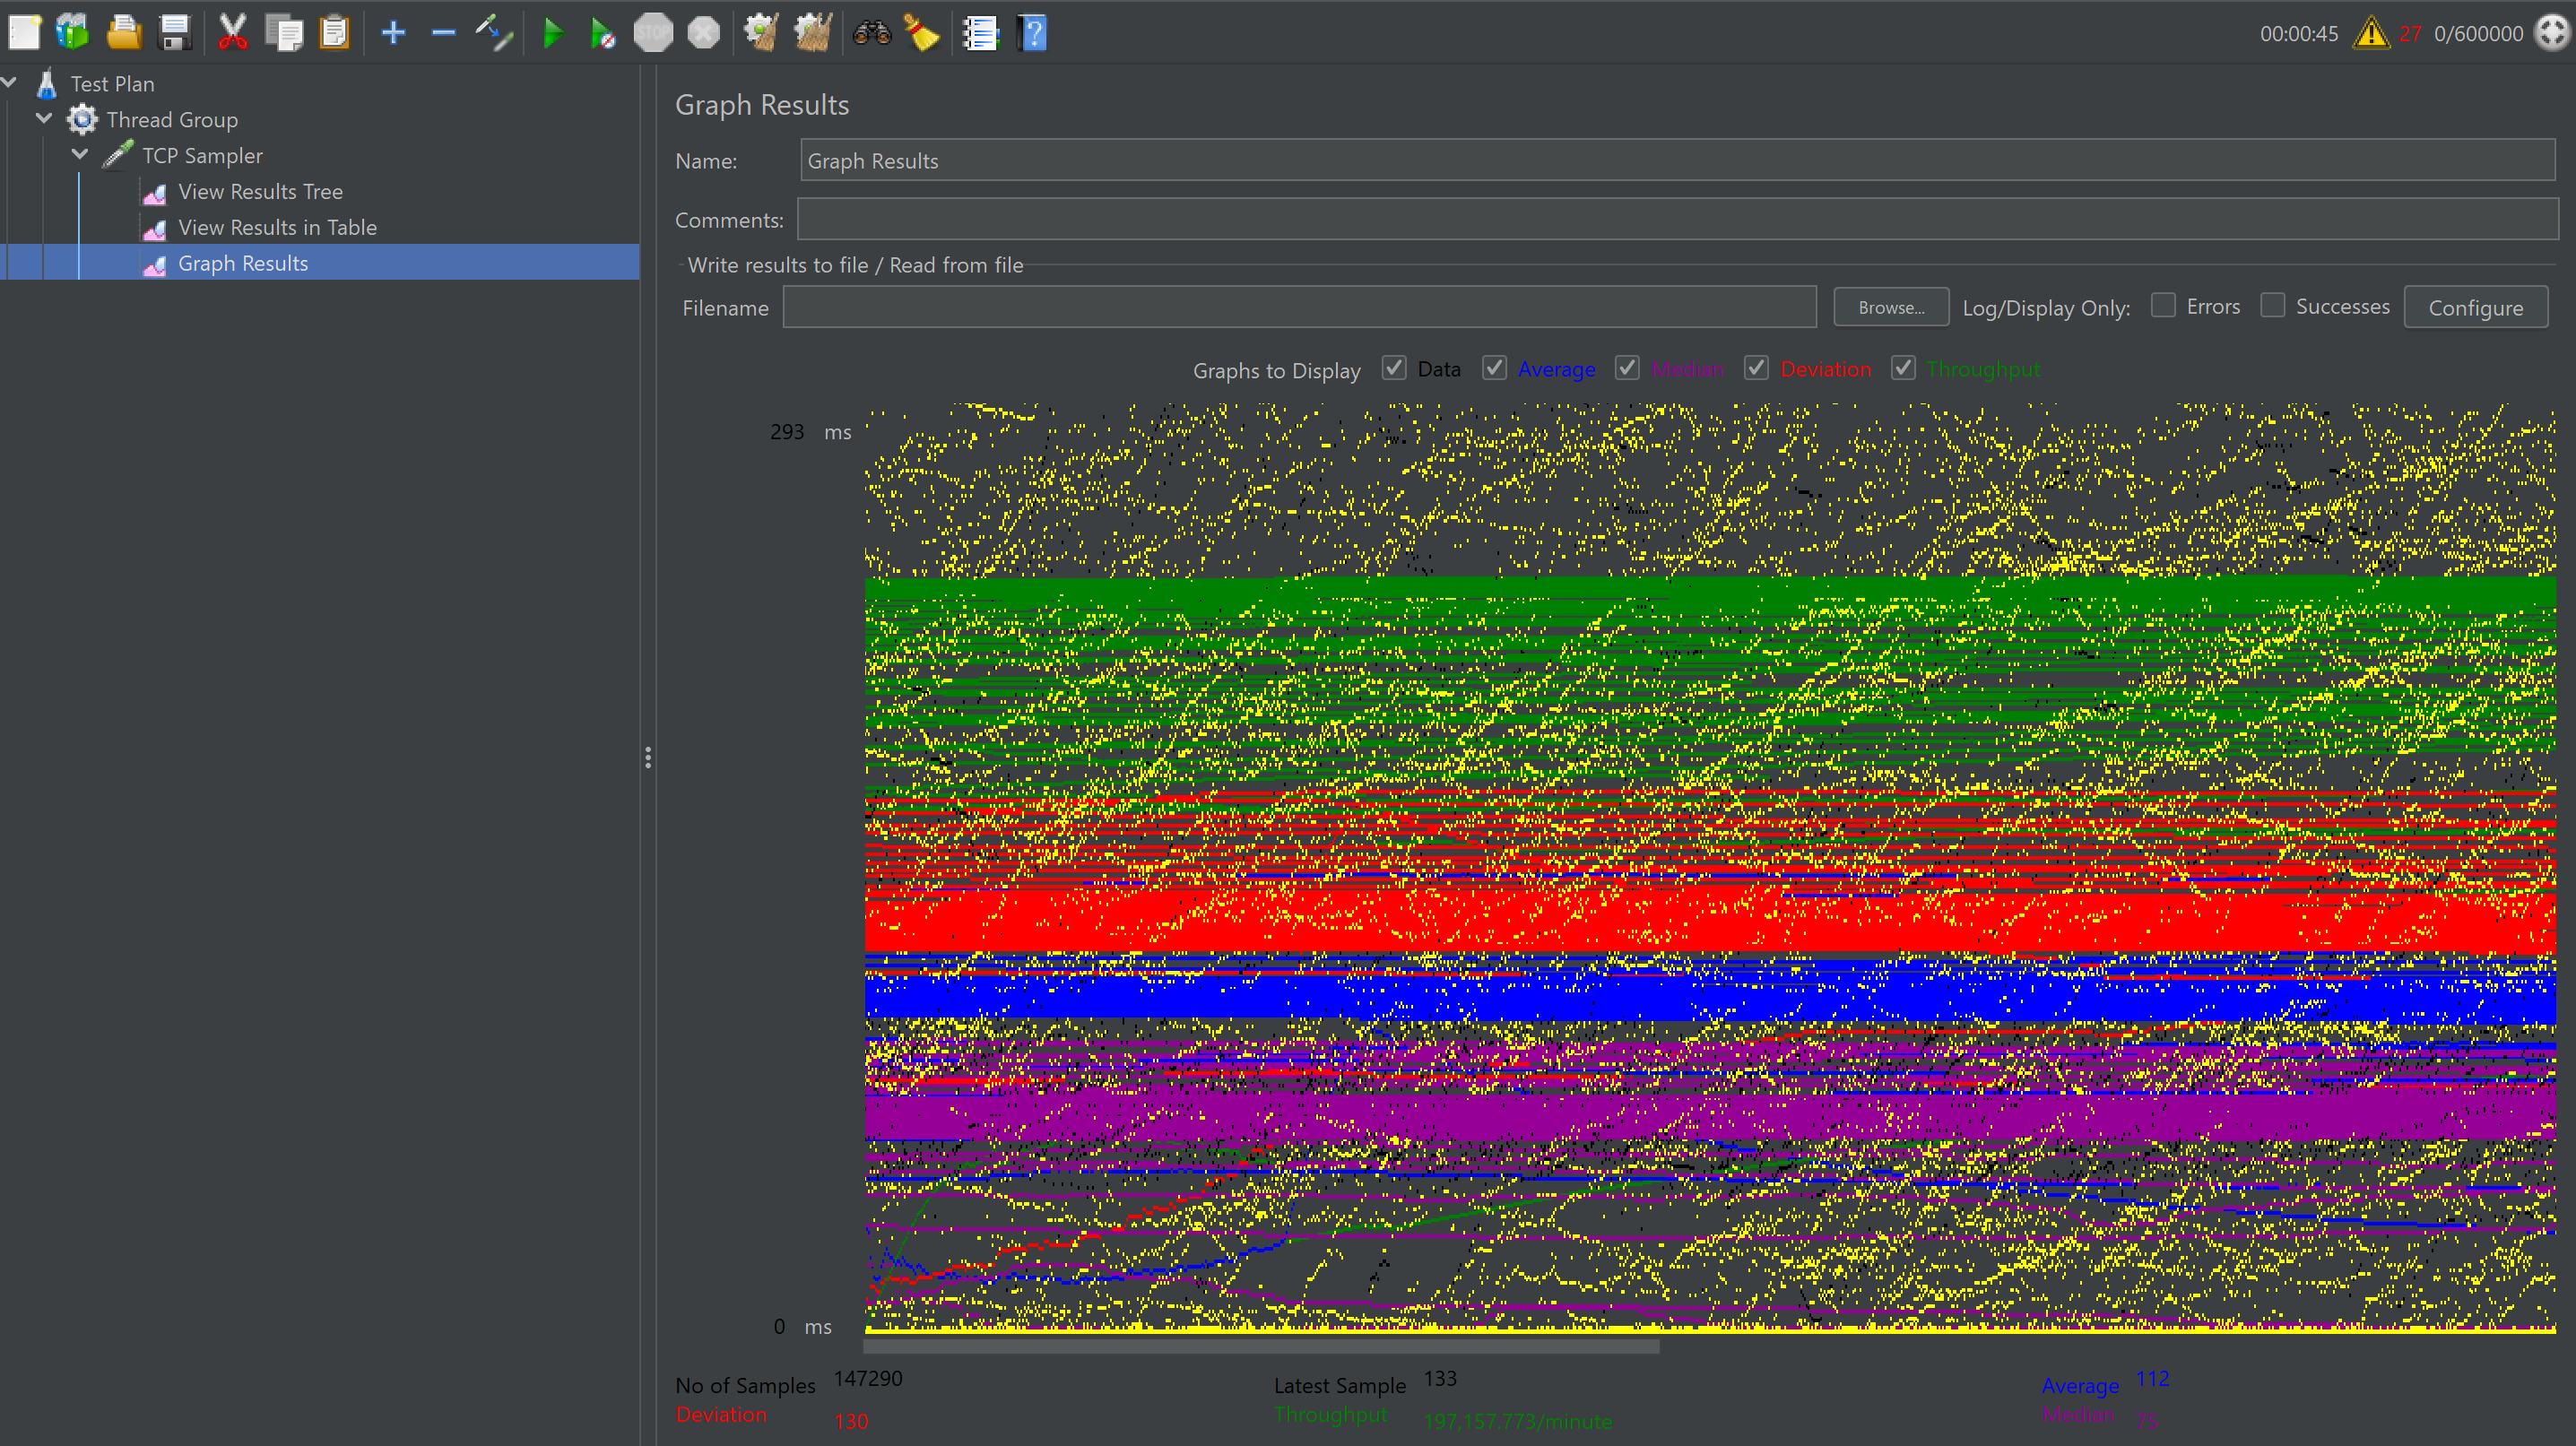 STOP
00:00:45 27 0/600000
Test Plan
Thread Group
TCP Sampler
View Results Tree
View Results in Table
Graph Results
Graph Results
Name: Graph Results
Comments:
Write results to file / Read from file
Filename Browse... Log/Display Only: Errors Successes Configure
Graphs to Display Data Average Median Deviation Throughput
293 ms
0 ms
No of Samples 147290 Latest Sample 133 Average 112
Deviation 130 Throughput 197,157.773/minute Median 75